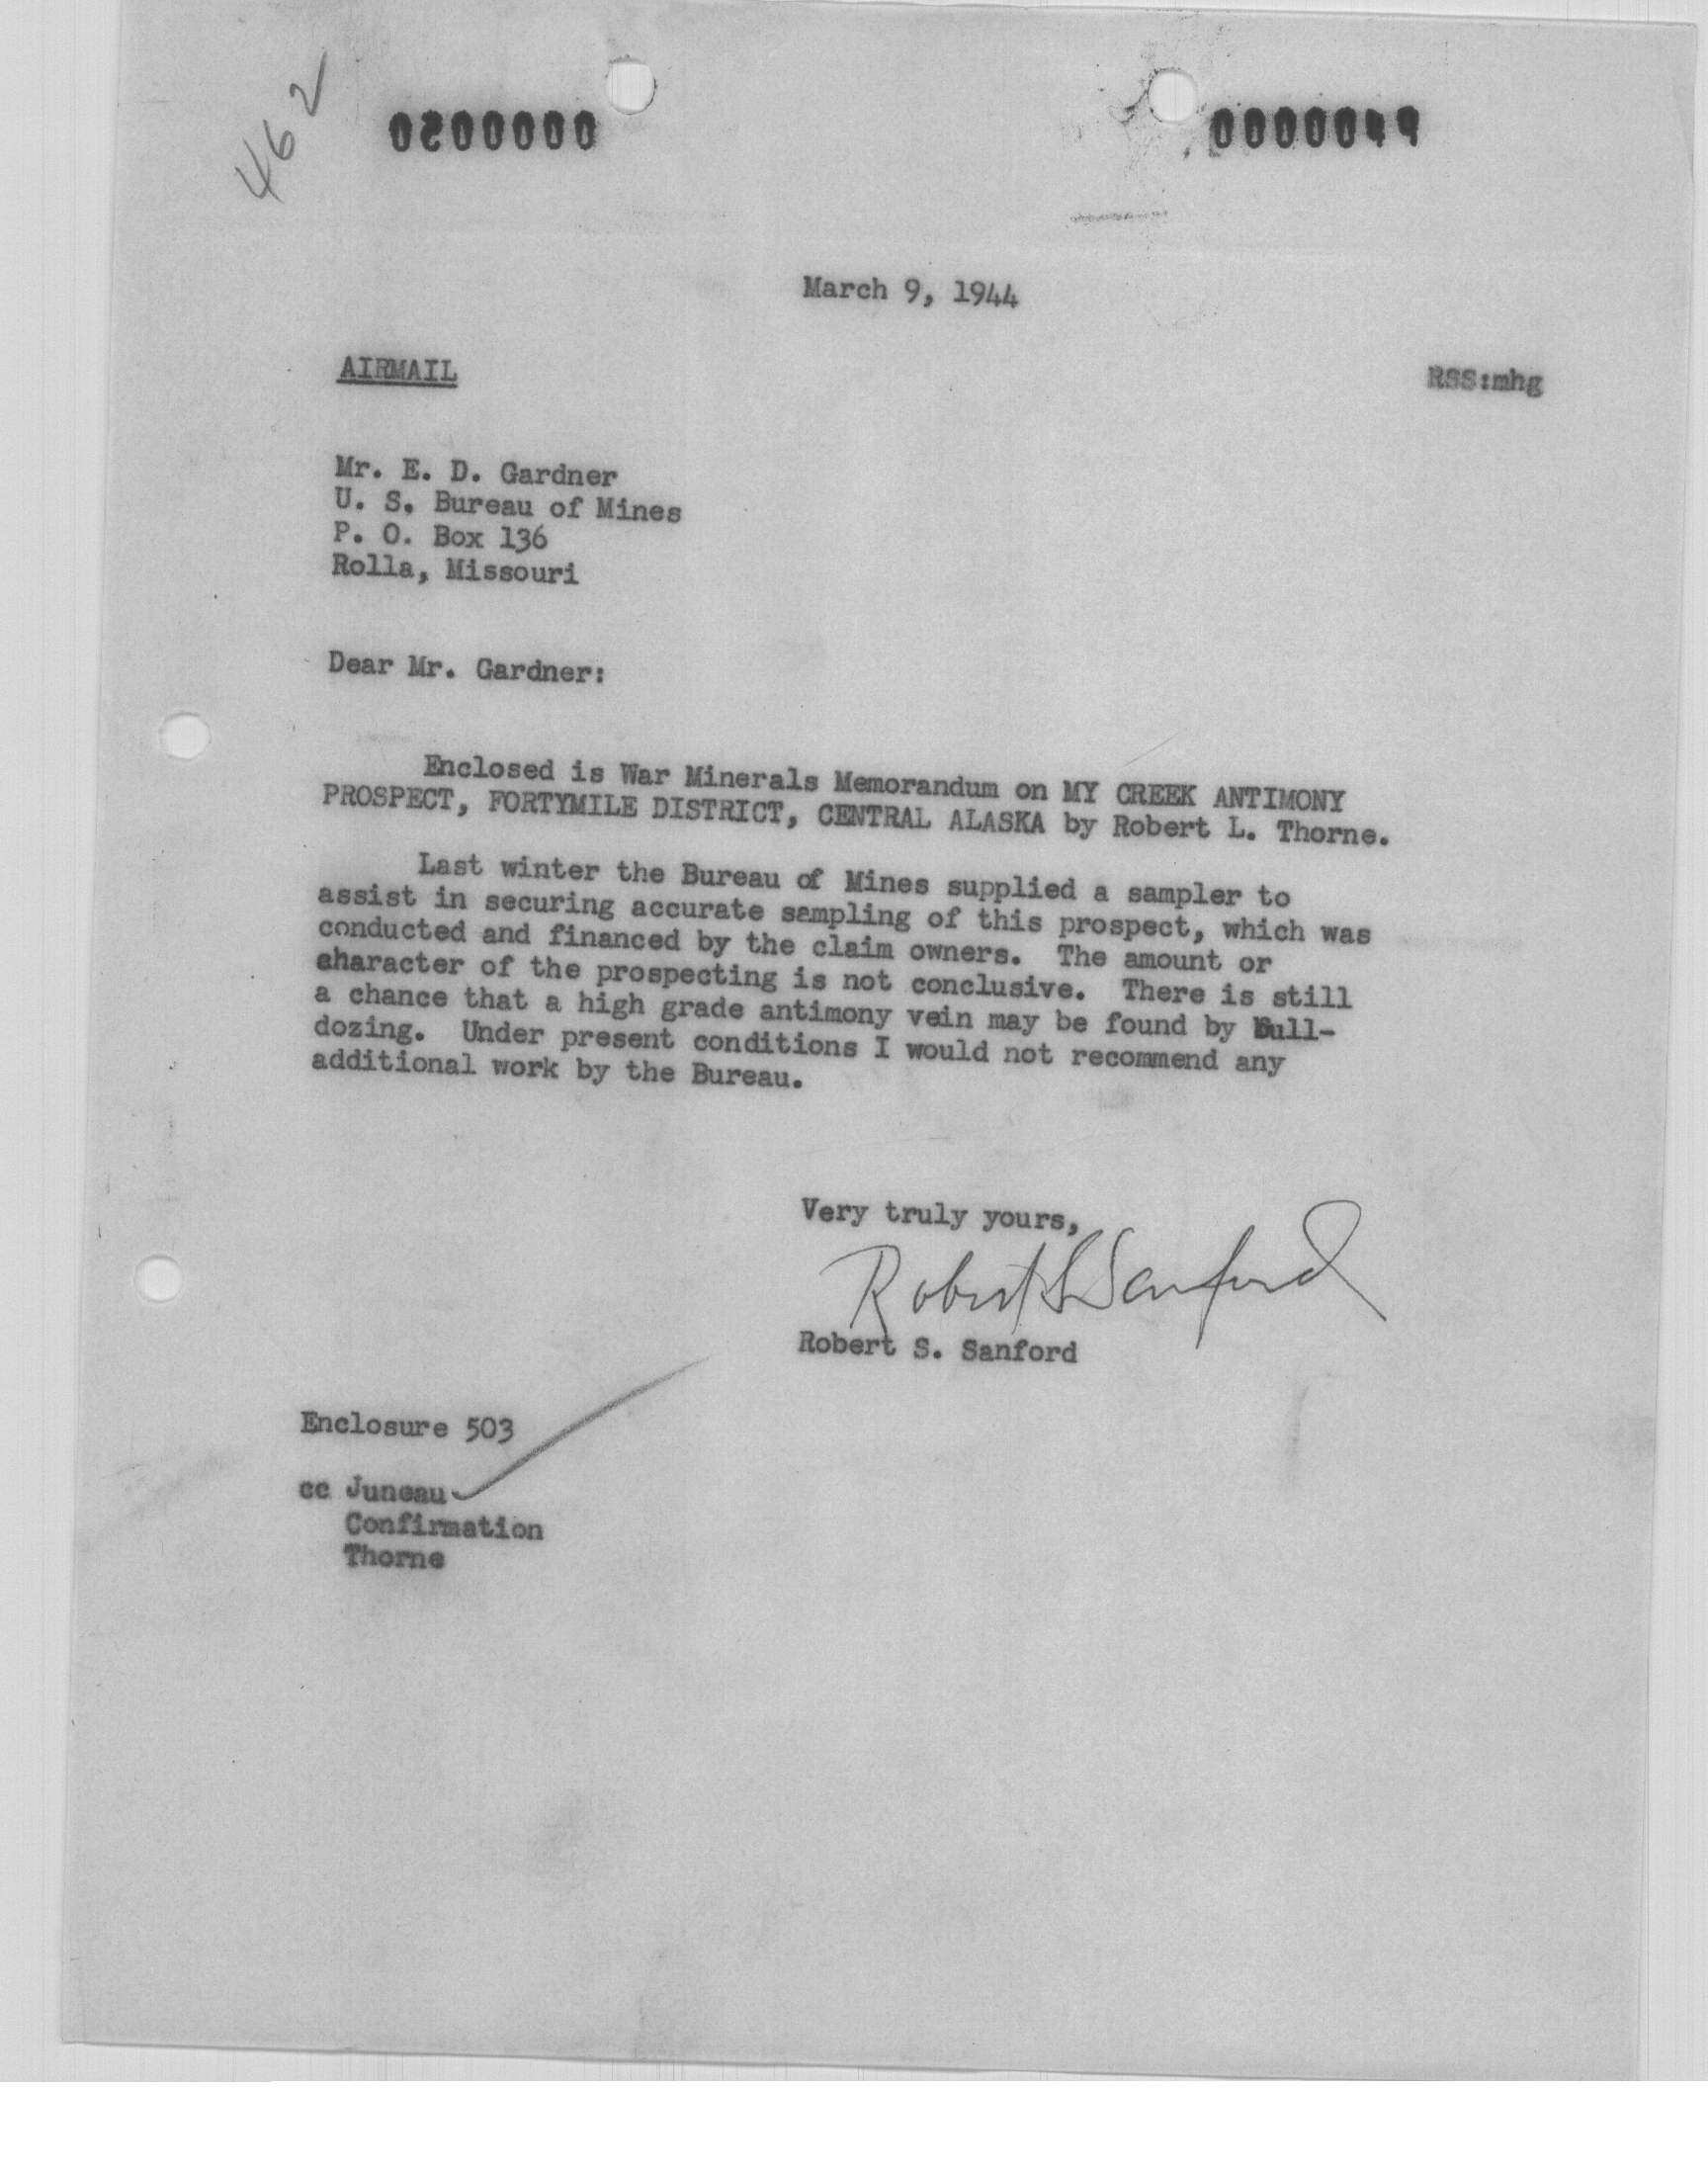 462
March 9, 1944
AIRMAIL
RSS:mhg
Mr. E. D. Gardner
U. S. Bureau of Mines
P. O. Box 136
Rolla, Missouri
Dear Mr. Gardner:
Enclosed is War Minerals Memorandum on MY CREEK ANTIMONY
PROSPECT, FORTYMILE DISTRICT, CENTRAL ALASKA by Robert L. Thorne.
Last winter the Bureau of Mines supplied a sampler to
assist in securing accurate sampling of this prospect, which was
conducted and financed by the claim owners. The amount or
character of the prospecting is not conclusive. There is still
a chance that a high grade antimony vein may be found by bull-
dozing. Under present conditions I would not recommend any
additional work by the Bureau.
Very truly yours,
Robert S Sanford
Robert S. Sanford
Enclosure 503
cc Juneau
Confirmation
Thorne